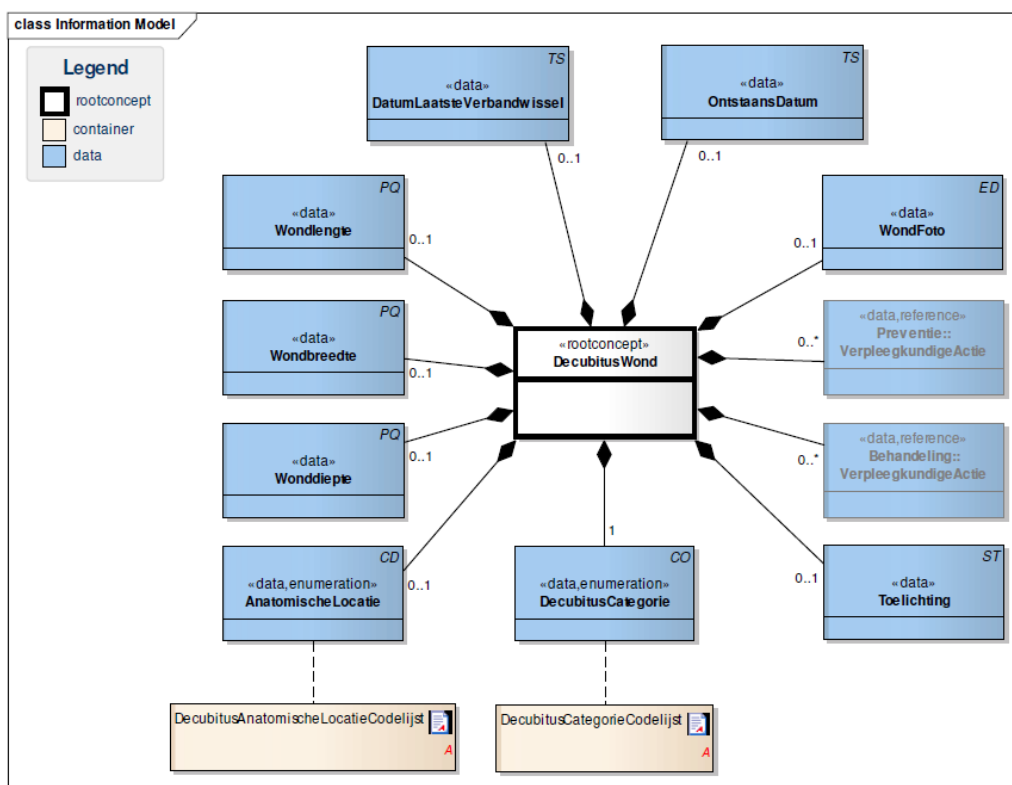 class Information Model
Legend
rootconcept
container
data
TS
«data»
DatumLaatsteVerbandwissel
0..1
TS
«data»
OntstaansDatum
0..1
PQ
«data»
Wondlengte
0..1
ED
«data»
WondFoto
0..1
PQ
«data»
Wondbreedte
0..1
«rootconcept»
DecubitusWond
«data,reference»
Preventie::
VerpleegkundigeActie
0..*
PQ
«data»
Wonddiepte
0..1
«data,reference»
Behandeling::
VerpleegkundigeActie
0..*
CD
«data,enumeration»
AnatomischeLocatie
0..1
1
CO
«data,enumeration»
DecubitusCategorie
ST
«data»
Toelichting
0..1
DecubitusAnatomischeLocatieCodelijst
A
DecubitusCategorieCodelijst
A